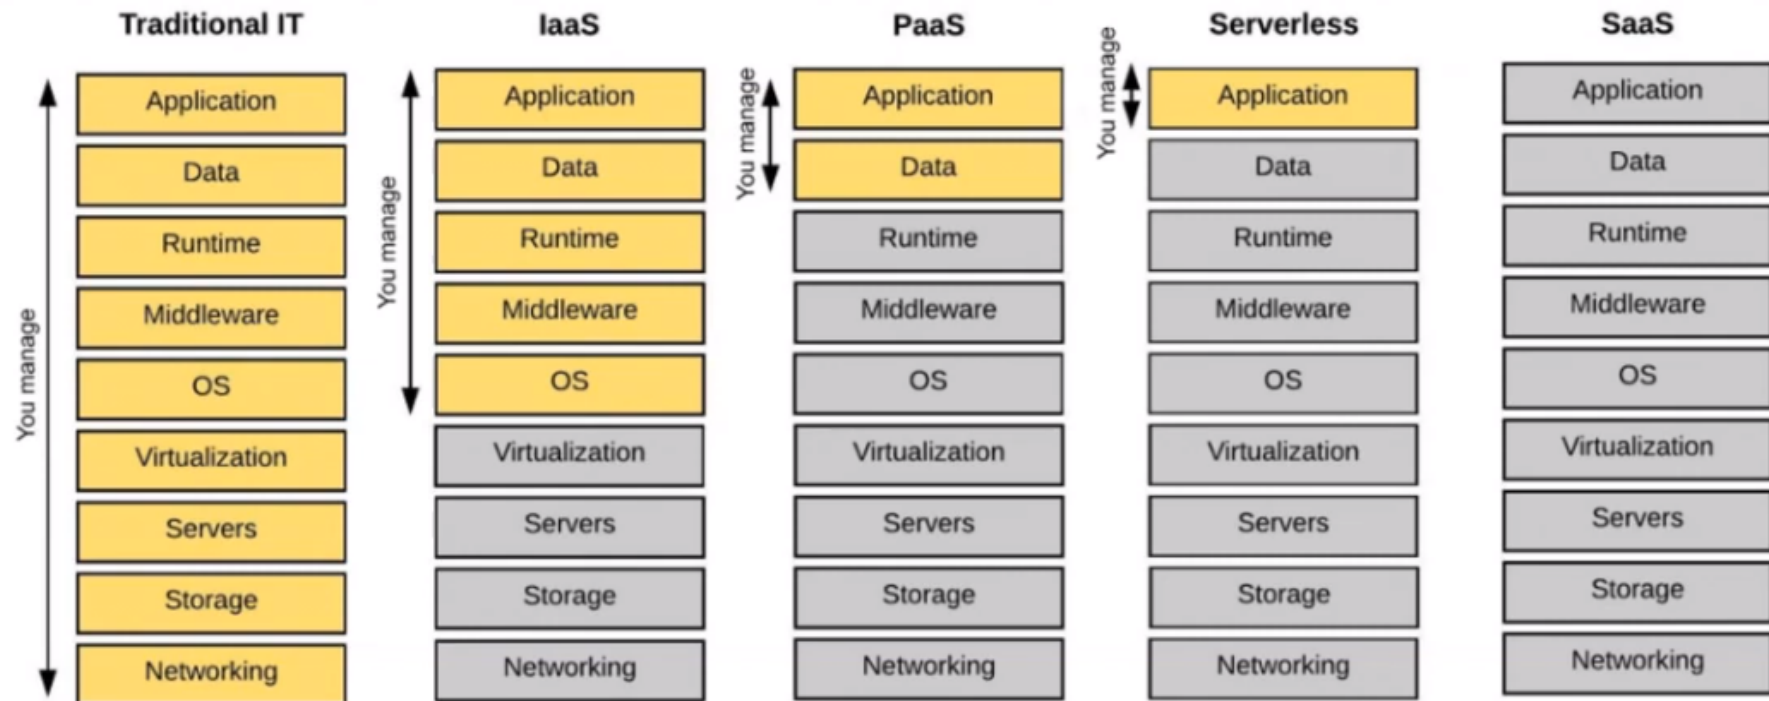 Traditional IT
You manage
Application
Data
Runtime
Middleware
OS
Virtualization
Servers
Storage
Networking
IaaS
You manage
Application
Data
Runtime
Middleware
OS
Virtualization
Servers
Storage
Networking
PaaS
You manage
Application
Data
Runtime
Middleware
OS
Virtualization
Servers
Storage
Networking
Serverless
You manage
Application
Data
Runtime
Middleware
OS
Virtualization
Servers
Storage
Networking
SaaS
Application
Data
Runtime
Middleware
OS
Virtualization
Servers
Storage
Networking